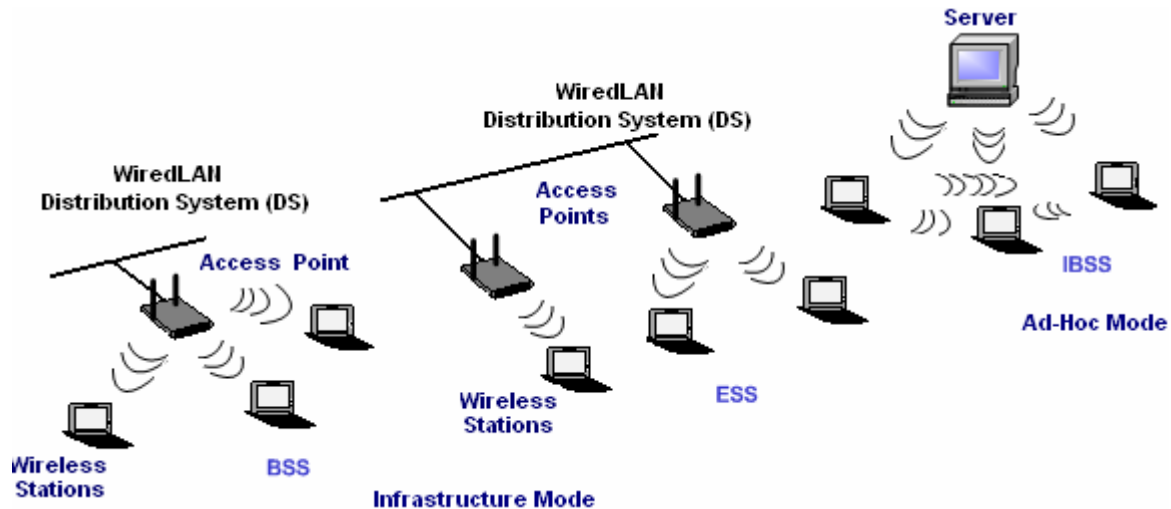 Server
WiredLAN
Distribution System (DS)
WiredLAN
Distribution System (DS)
Access
Points
Access Point
IBSS
Ad-Hoc Mode
ESS
Wireless
Stations
Wireless
Stations
BSS
Infrastructure Mode